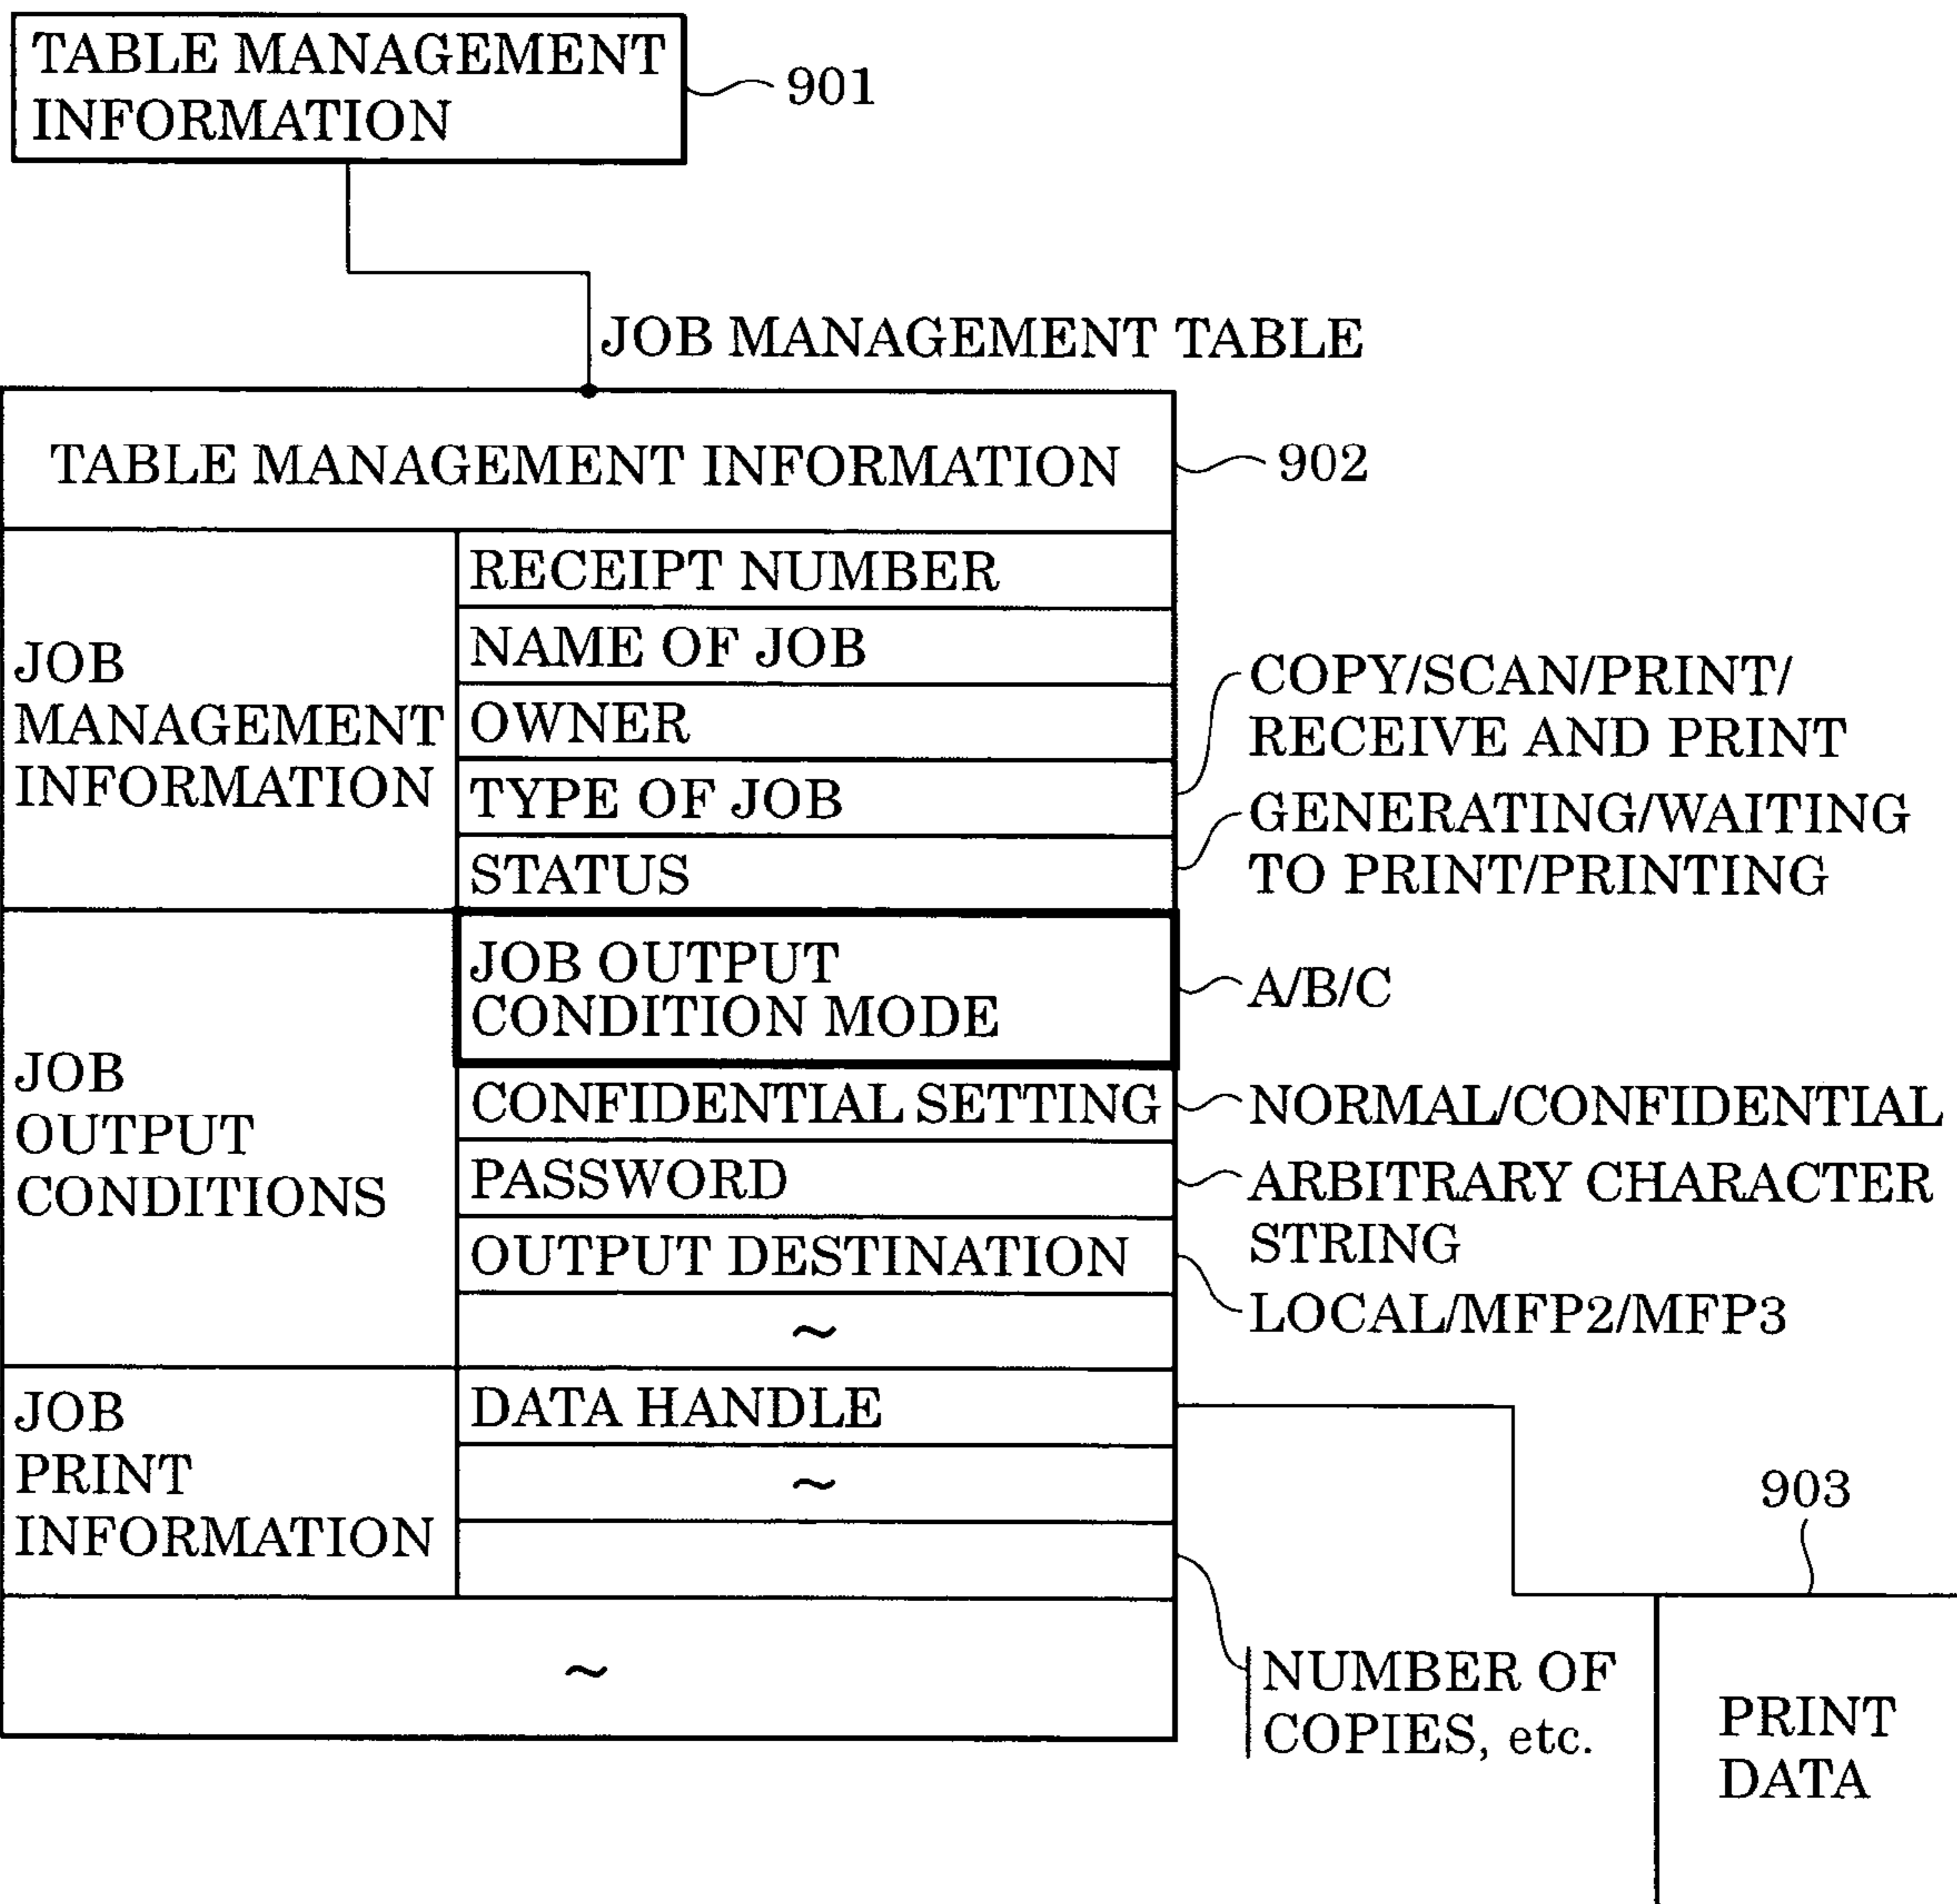 TABLE MANAGEMENT
INFORMATION
901
JOB MANAGEMENT TABLE
TABLE MANAGEMENT INFORMATION
902
JOB
MANAGEMENT
INFORMATION
RECEIPT NUMBER
NAME OF JOB
OWNER
TYPE OF JOB
STATUS
COPY/SCAN/PRINT/
RECEIVE AND PRINT
GENERATING/WAITING
TO PRINT/PRINTING
JOB
OUTPUT
CONDITIONS
JOB OUTPUT
CONDITION MODE
A/B/C
CONFIDENTIAL SETTING
NORMAL/CONFIDENTIAL
PASSWORD
ARBITRARY CHARACTER
STRING
OUTPUT DESTINATION
LOCAL/MFP2/MFP3
~
JOB
PRINT
INFORMATION
DATA HANDLE
~
NUMBER OF
COPIES, etc.
~
903
PRINT
DATA